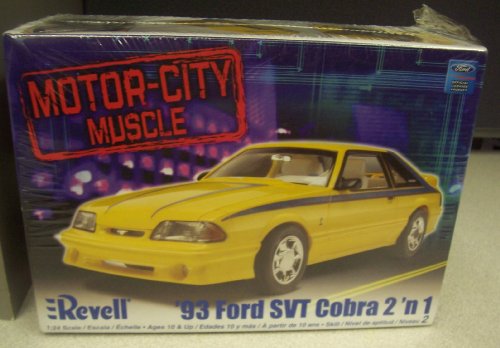 MOTOR-CITY
MUSCLE
Ford
Revell
'93 Ford SVT Cobra 2 'n 1
1:24 Scale / Escala / Échelle - Ages 10 & Up / Edades 10 y más / À partir de 10 ans - Skill / Nivel de aptitud / Niveau 2